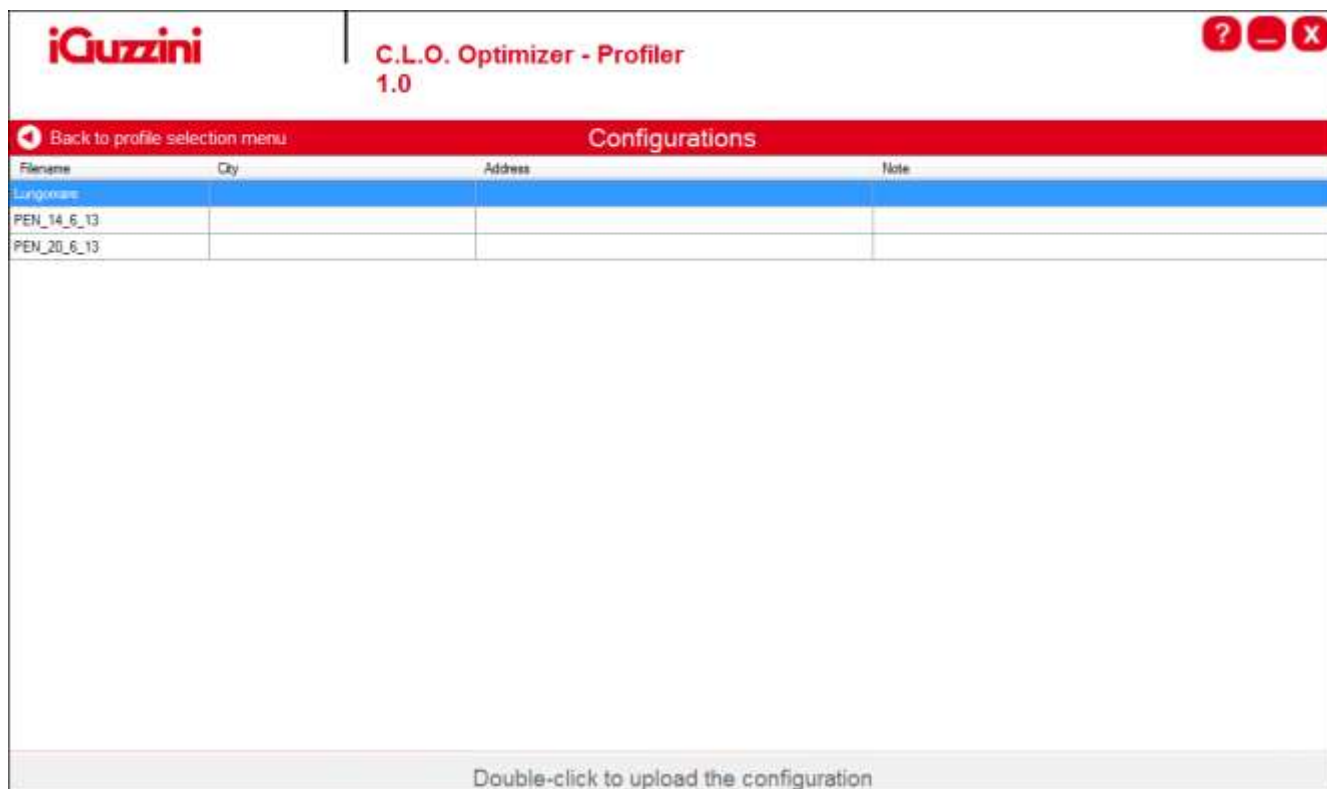 iGuzzini
C.L.O. Optimizer - Profiler
1.0
Back to profile selection menu
Configurations
Filename City Address Note
Lungomare
PEN_14_6_13
PEN_20_6_13
Double-click to upload the configuration